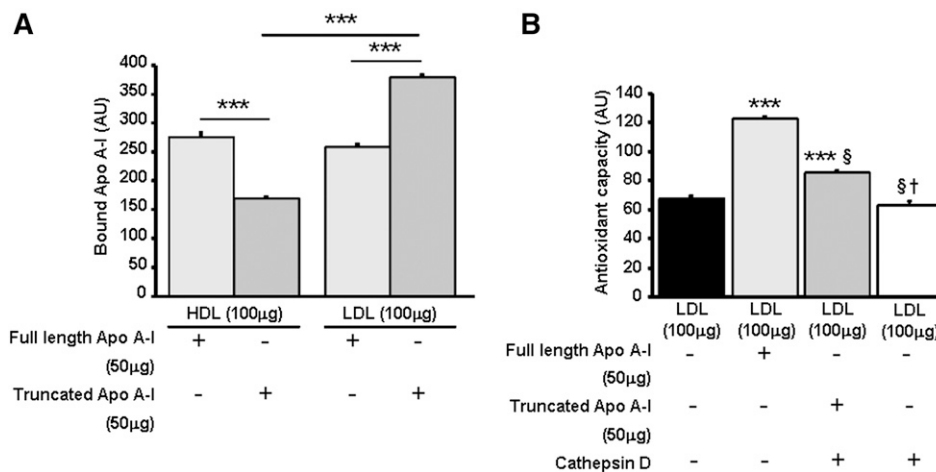 A
***
***
***
Bound Apo A-I (AU)
400
350
300
250
200
150
100
50
0
HDL (100μg) LDL (100μg)
Full length Apo A-I + - + -
(50μg)
Truncated Apo A-I - + - +
(50μg)
B
Antioxidant capacity (AU)
140
120
100
80
60
40
20
0
***
*** §
§ †
LDL LDL LDL LDL
(100μg) (100μg) (100μg) (100μg)
Full length Apo A-I - + - -
(50μg)
Truncated Apo A-I - - + -
(50μg)
Cathepsin D - - + +